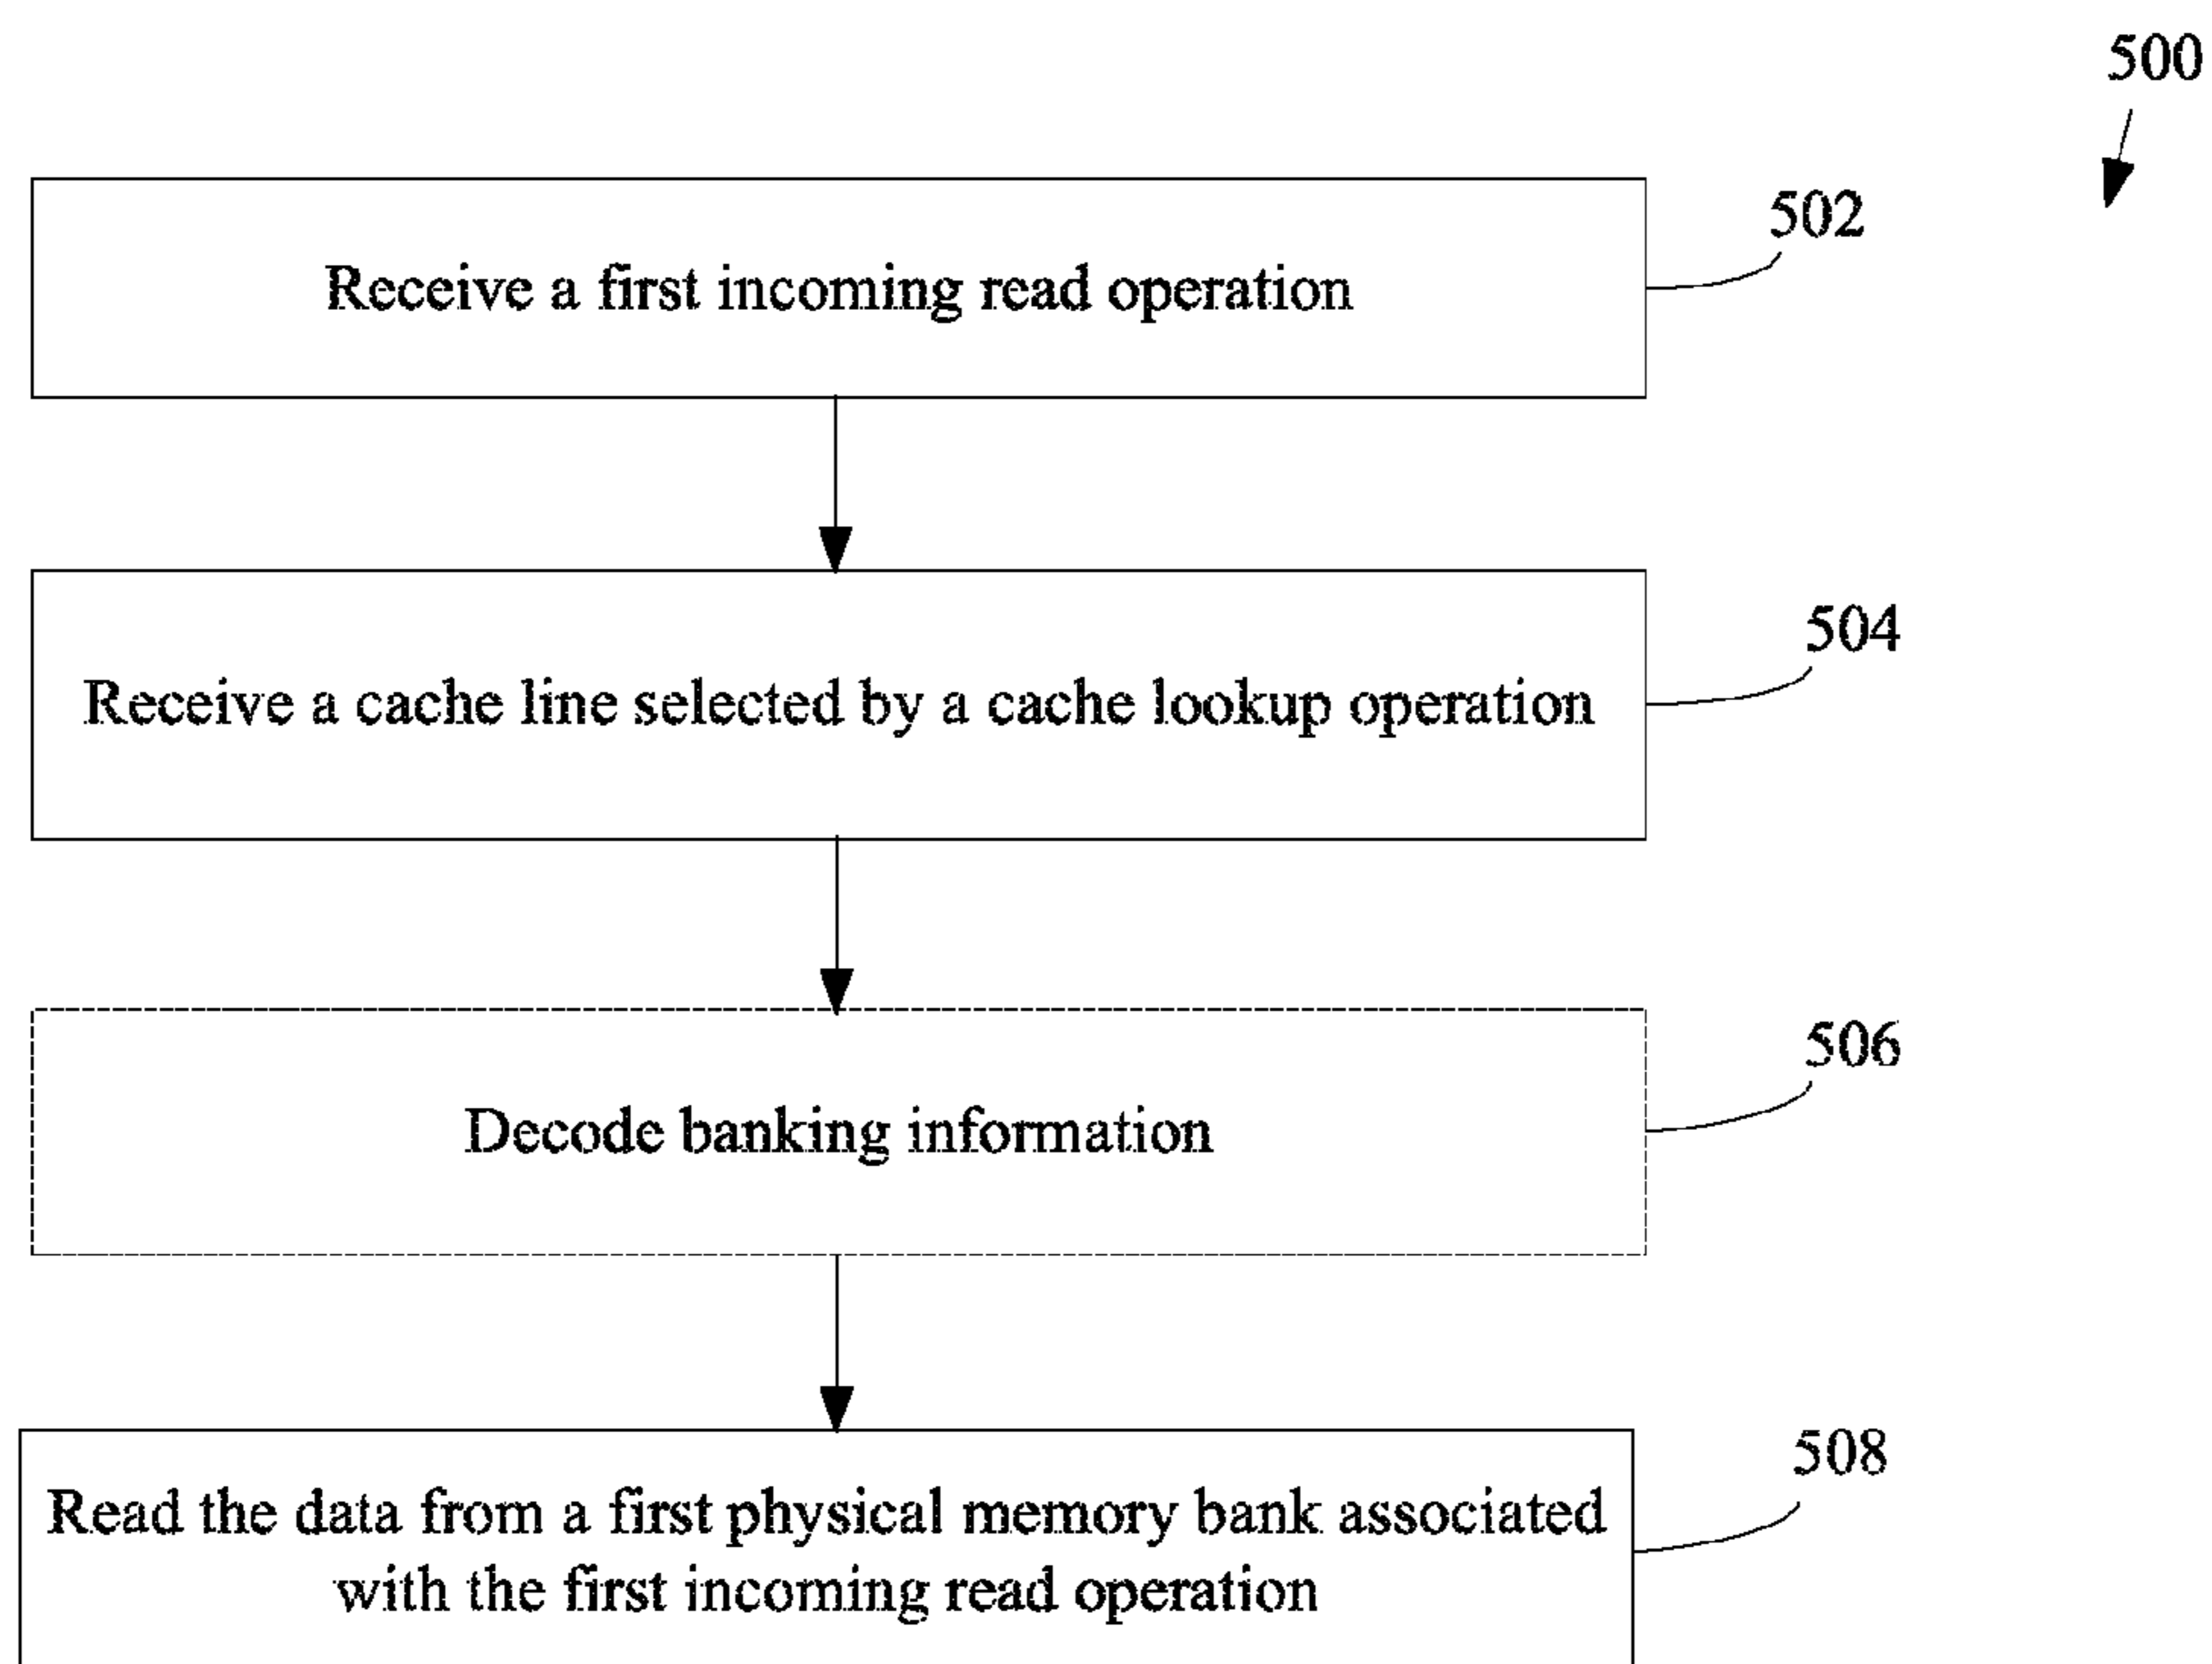 500
502
Receive a first incoming read operation
504
Receive a cache line selected by a cache lookup operation
506
Decode banking information
508
Read the data from a first physical memory bank associated
with the first incoming read operation